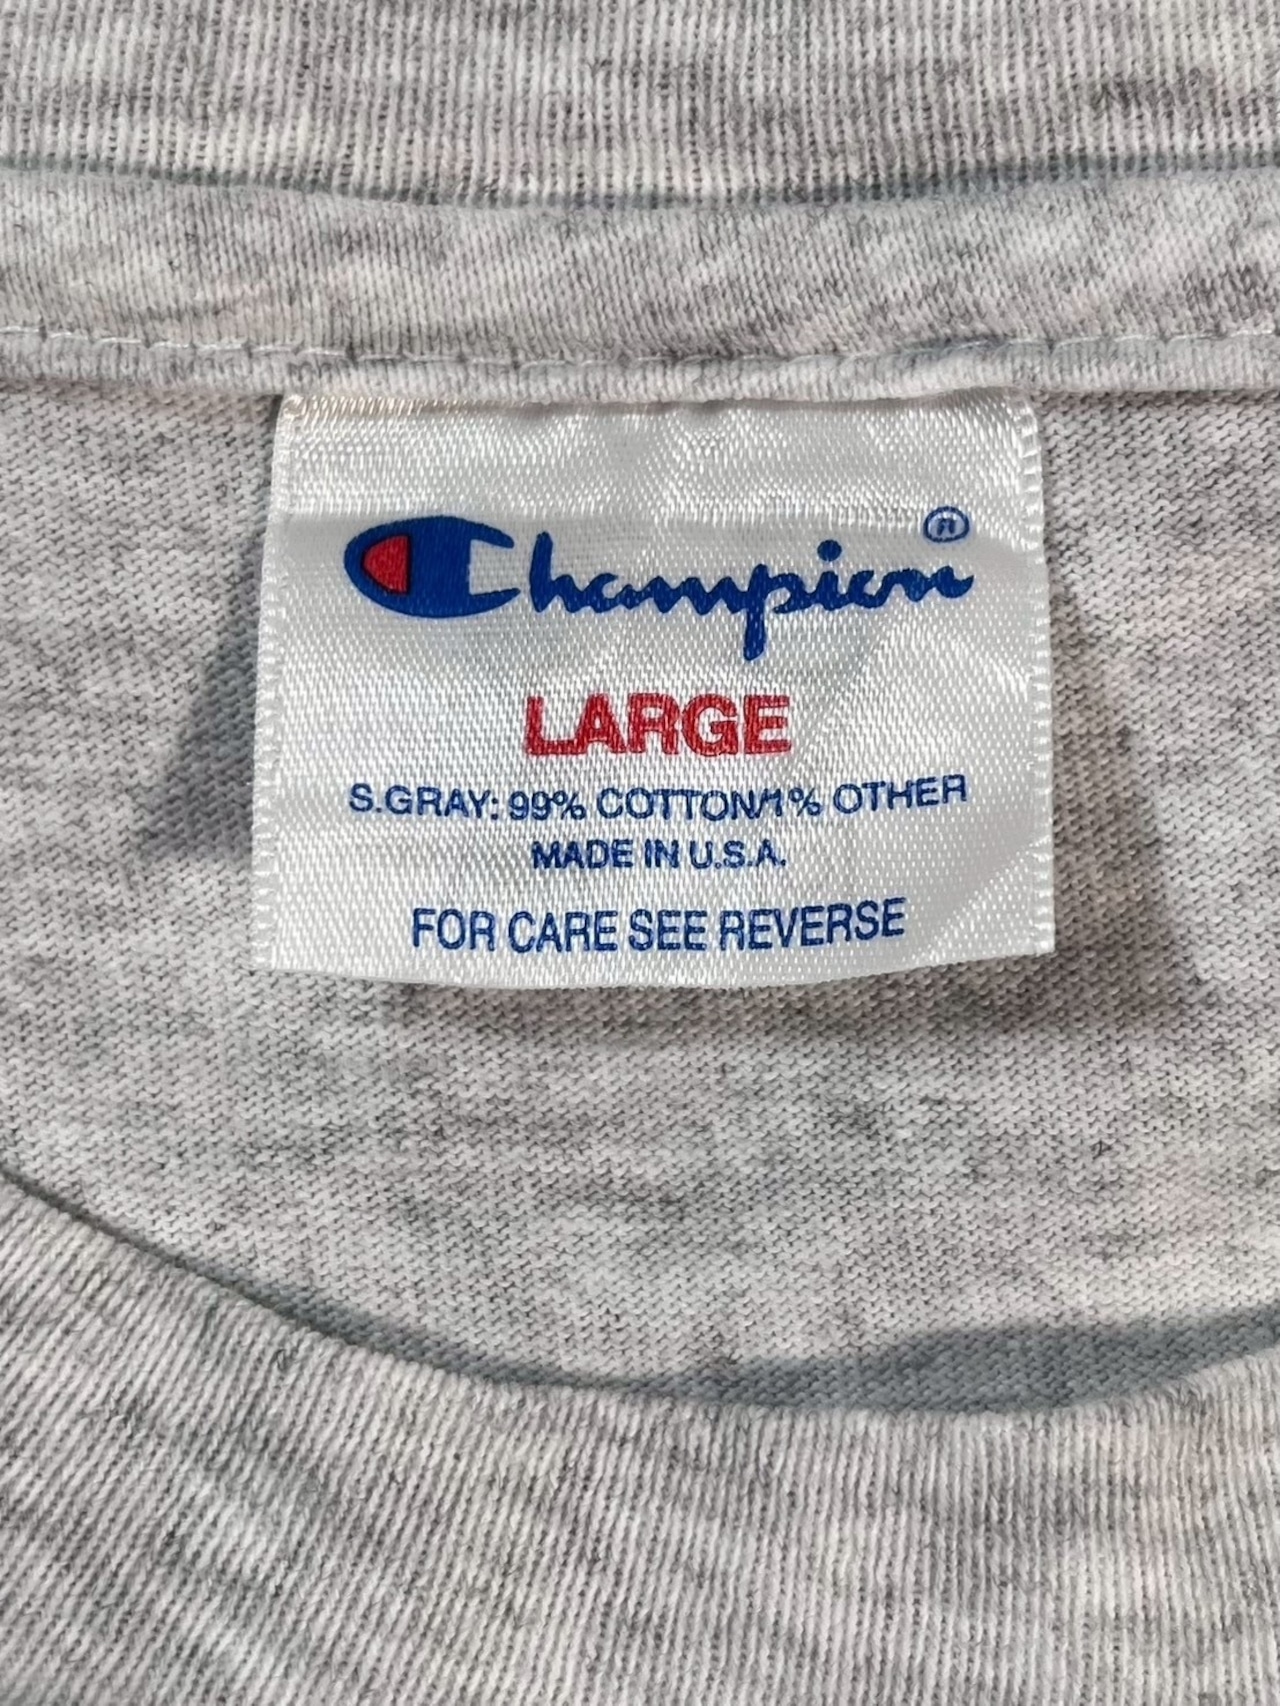 Champion®
LARGE
S.GRAY: 99% COTTON/1% OTHER
MADE IN U.S.A.
FOR CARE SEE REVERSE